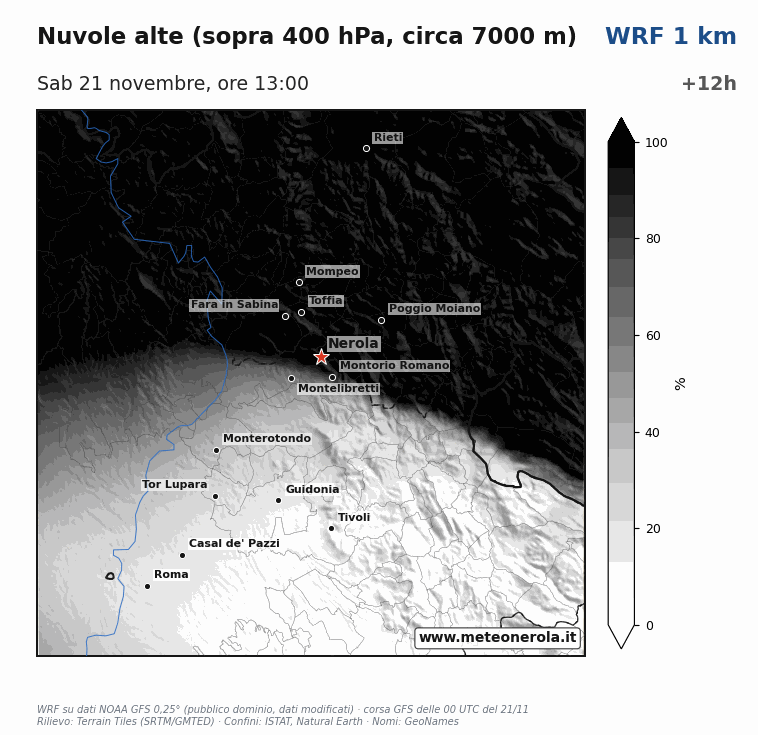 Nuvole alte (sopra 400 hPa, circa 7000 m) WRF 1 km
Sab 21 novembre, ore 13:00 +12h
Rieti
Mompeo
Toffia
Fara in Sabina
Poggio Moiano
Nerola
Montorio Romano
Montelibretti
Monterotondo
Tor Lupara
Guidonia
Tivoli
Casal de' Pazzi
Roma
www.meteonerola.it
100
80
60
40
20
0
%
WRF su dati NOAA GFS 0,25° (pubblico dominio, dati modificati) · corsa GFS delle 00 UTC del 21/11
Rilievo: Terrain Tiles (SRTM/GMTED) · Confini: ISTAT, Natural Earth · Nomi: GeoNames